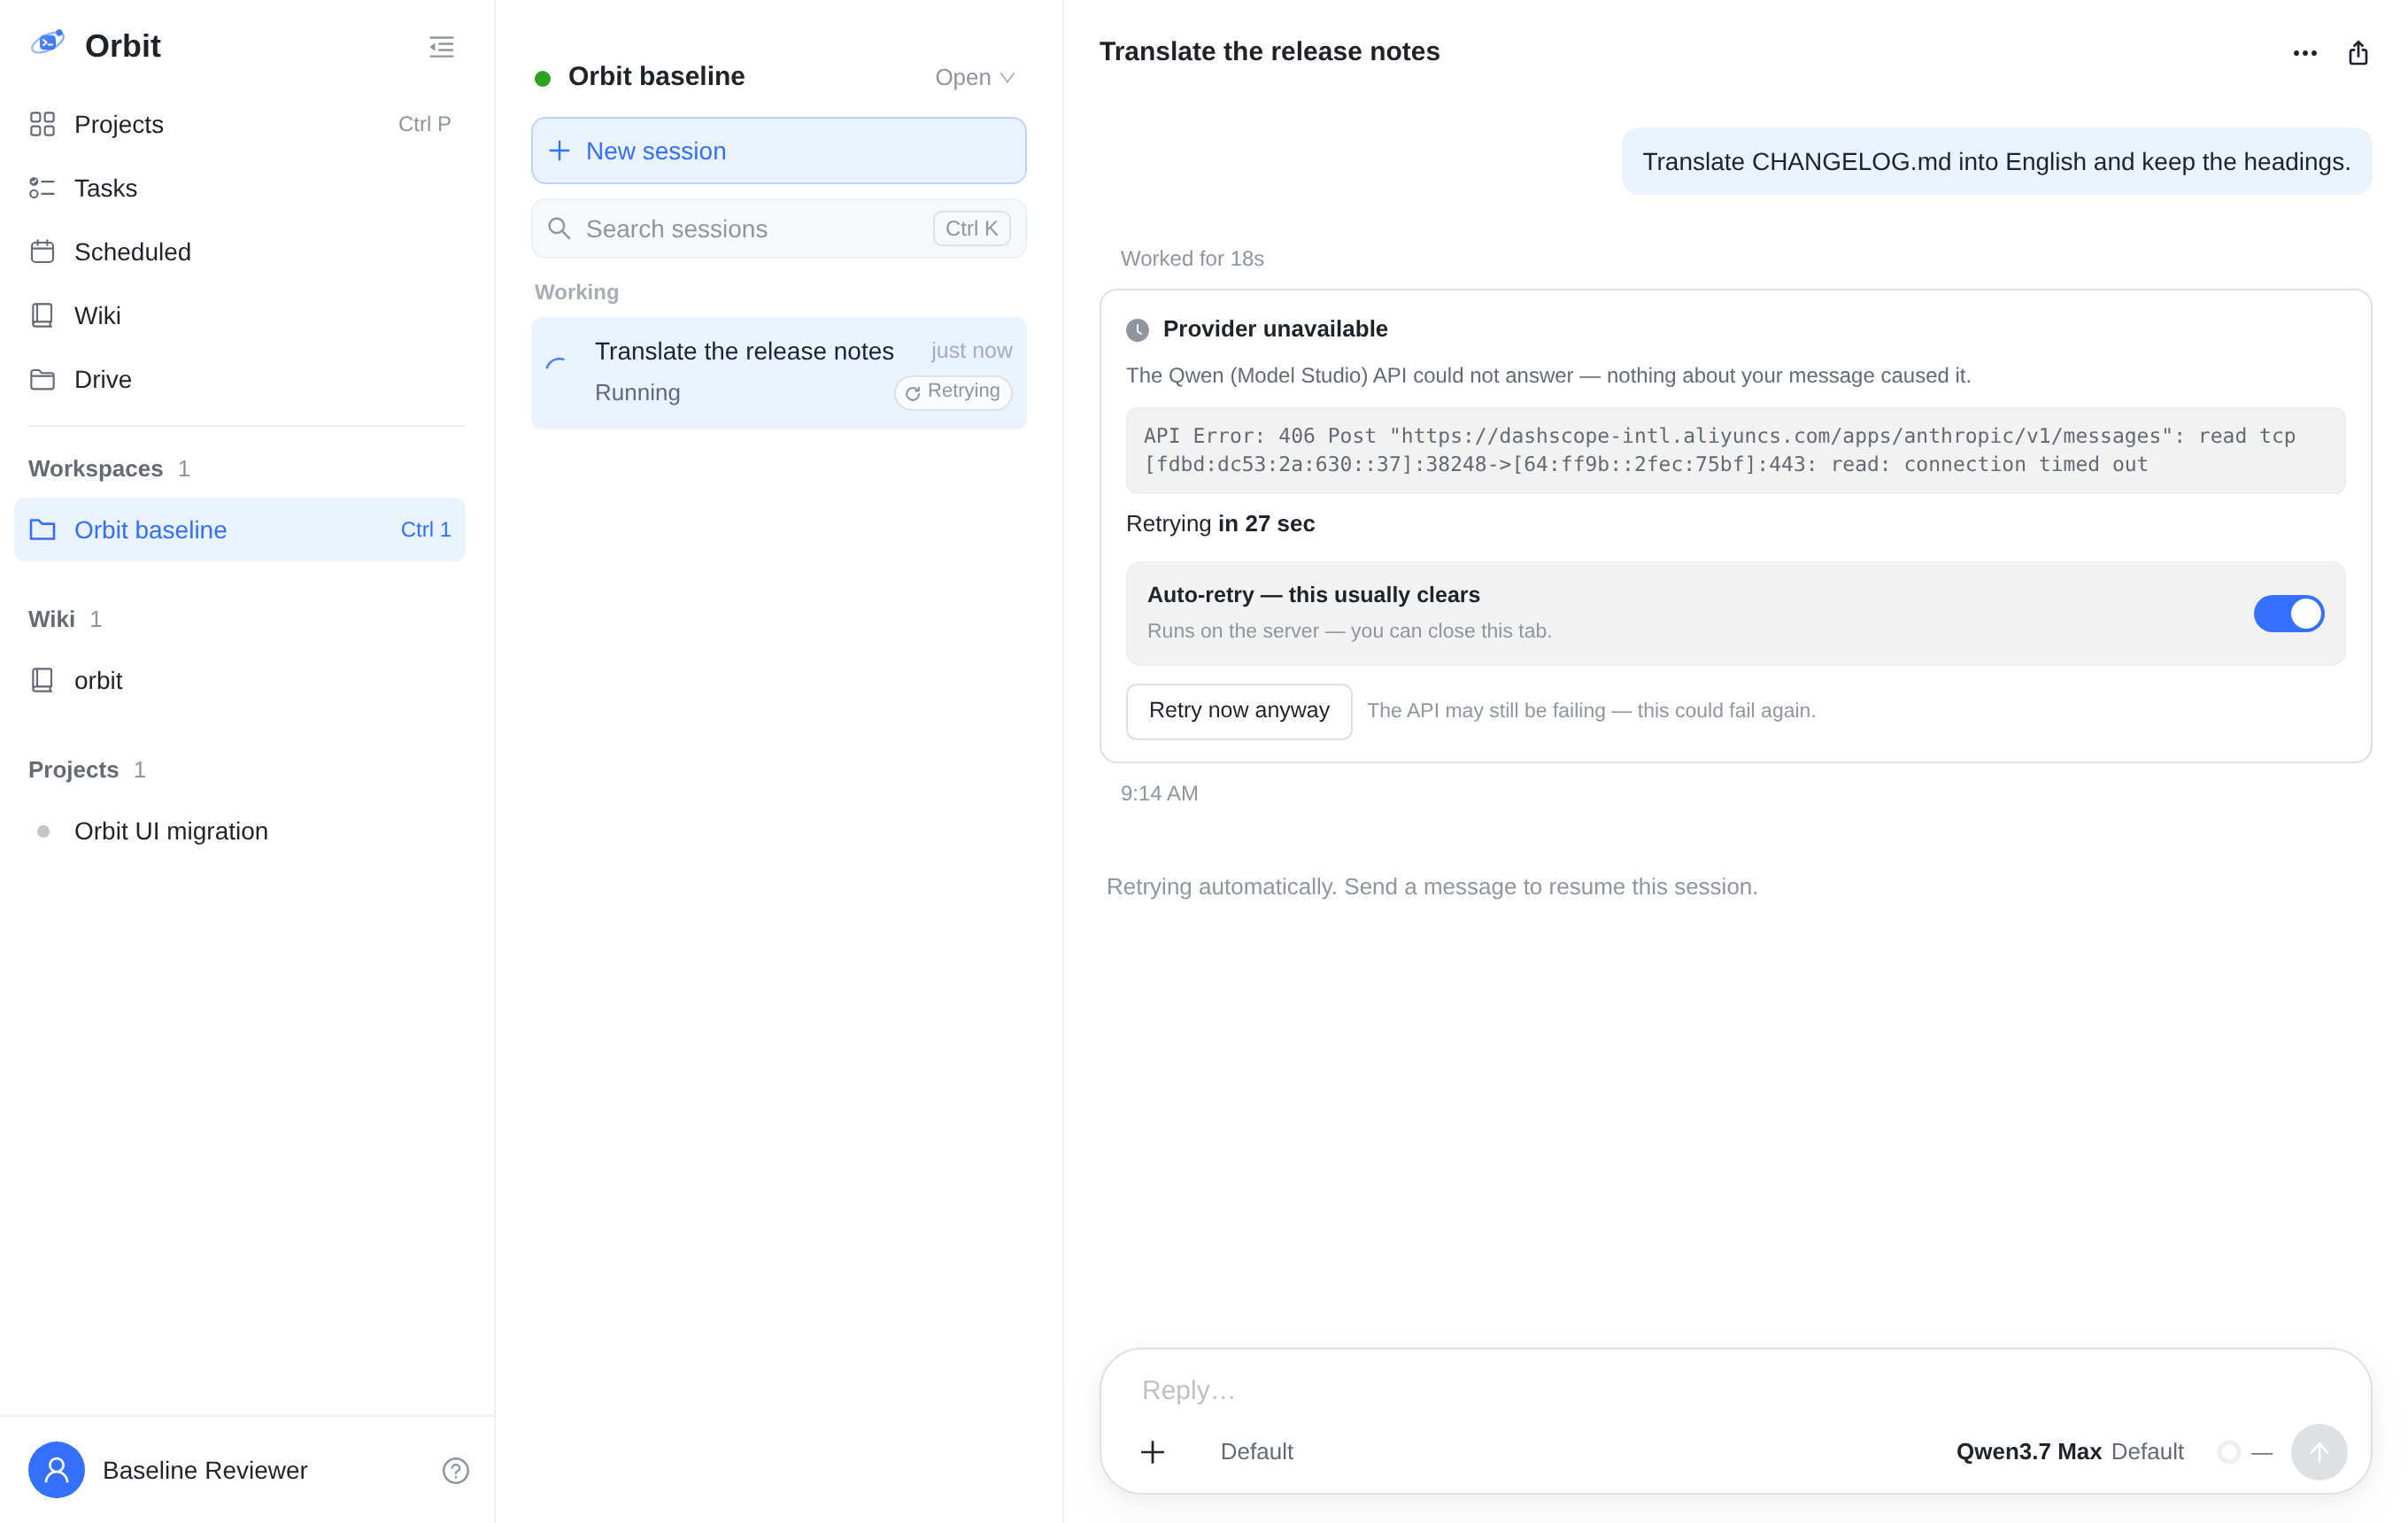 Orbit
Projects Ctrl P
Tasks
Scheduled
Wiki
Drive
Workspaces 1
Orbit baseline Ctrl 1
Wiki 1
orbit
Projects 1
Orbit UI migration
Baseline Reviewer
Orbit baseline Open
New session
Search sessions Ctrl K
Working
Translate the release notes just now
Running Retrying
Translate the release notes
Translate CHANGELOG.md into English and keep the headings.
Worked for 18s
Provider unavailable
The Qwen (Model Studio) API could not answer — nothing about your message caused it.
API Error: 406 Post "https://dashscope-intl.aliyuncs.com/apps/anthropic/v1/messages": read tcp
[fdbd:dc53:2a:630::37]:38248->[64:ff9b::2fec:75bf]:443: read: connection timed out
Retrying in 27 sec
Auto-retry — this usually clears
Runs on the server — you can close this tab.
Retry now anyway The API may still be failing — this could fail again.
9:14 AM
Retrying automatically. Send a message to resume this session.
Reply…
Default Qwen3.7 Max Default —